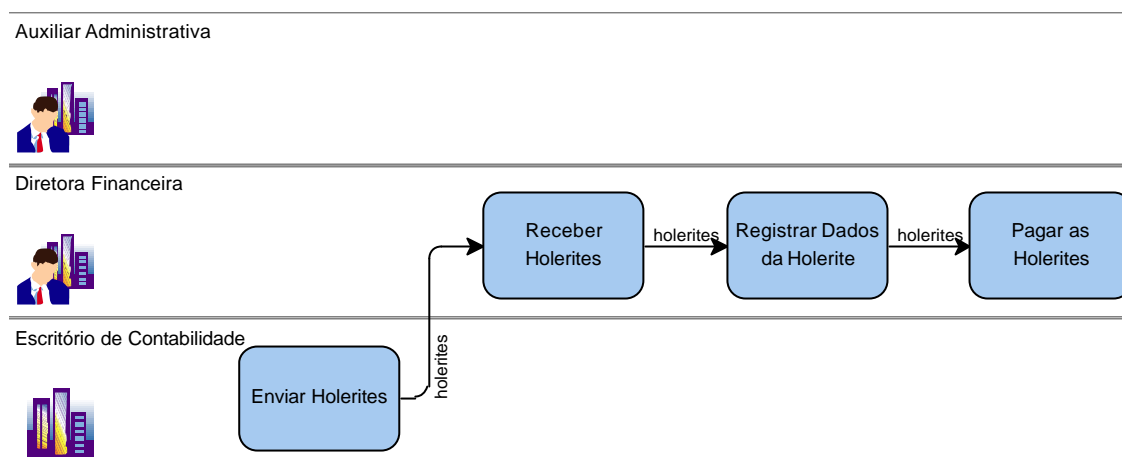 Auxiliar Administrativa
Diretora Financeira
Receber
Holerites
holerites
Registrar Dados
da Holerite
holerites
Pagar as
Holerites
Escritório de Contabilidade
Enviar Holerites
holerites